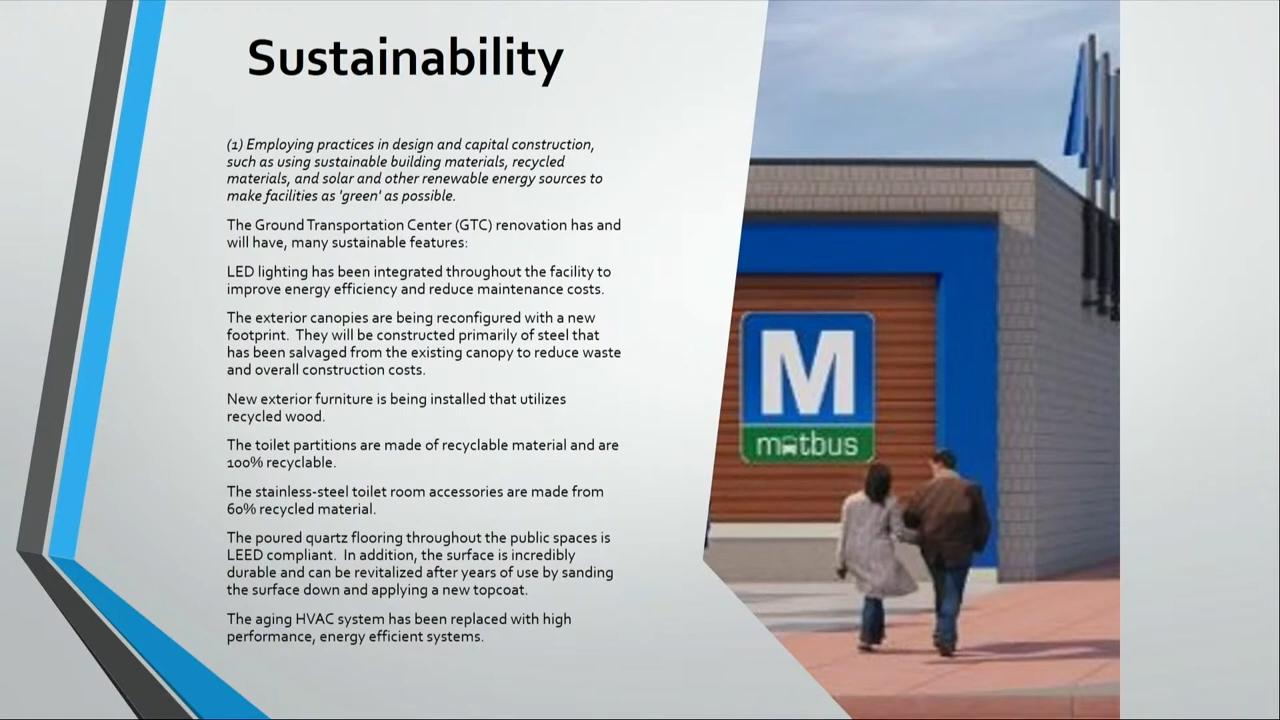 Sustainability
(1) Employing practices in design and capital construction,
such as using sustainable building materials, recycled
materials, and solar and other renewable energy sources to
make facilities as 'green' as possible.
The Ground Transportation Center (GTC) renovation has and
will have, many sustainable features:
LED lighting has been integrated throughout the facility to
improve energy efficiency and reduce maintenance costs.
The exterior canopies are being reconfigured with a new
footprint.  They will be constructed primarily of steel that
has been salvaged from the existing canopy to reduce waste
and overall construction costs.
New exterior furniture is being installed that utilizes
recycled wood.
The toilet partitions are made of recyclable material and are
100% recyclable.
The stainless-steel toilet room accessories are made from
60% recycled material.
The poured quartz flooring throughout the public spaces is
LEED compliant.  In addition, the surface is incredibly
durable and can be revitalized after years of use by sanding
the surface down and applying a new topcoat.
The aging HVAC system has been replaced with high
performance, energy efficient systems.
M
matbus